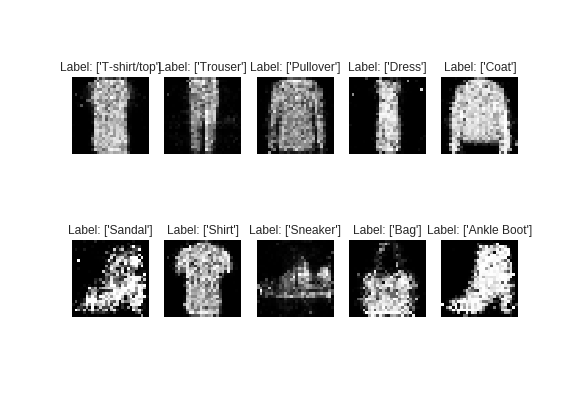 Label: ['T-shirt/top'] Label: ['Trouser'] Label: ['Pullover'] Label: ['Dress'] Label: ['Coat']
Label: ['Sandal'] Label: ['Shirt'] Label: ['Sneaker'] Label: ['Bag'] Label: ['Ankle Boot']